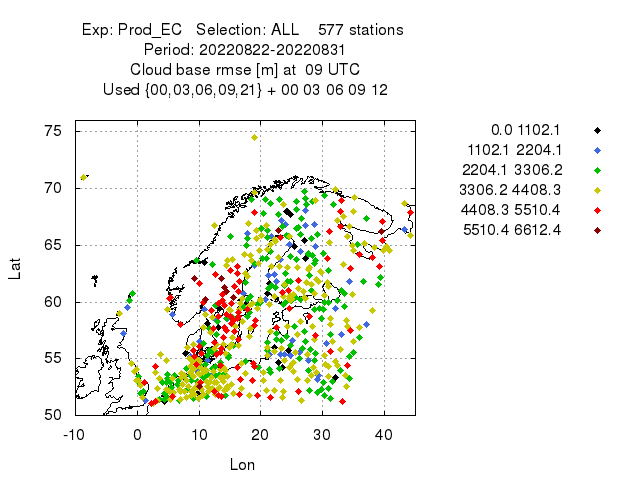 Exp: Prod_EC Selection: ALL 577 stations
Period: 20220822-20220831
Cloud base rmse [m] at 09 UTC
Used {00,03,06,09,21} + 00 03 06 09 12
75
70
65
60
55
50
-10 0 10 20 30 40
Lat
Lon
0.0 1102.1
1102.1 2204.1
2204.1 3306.2
3306.2 4408.3
4408.3 5510.4
5510.4 6612.4